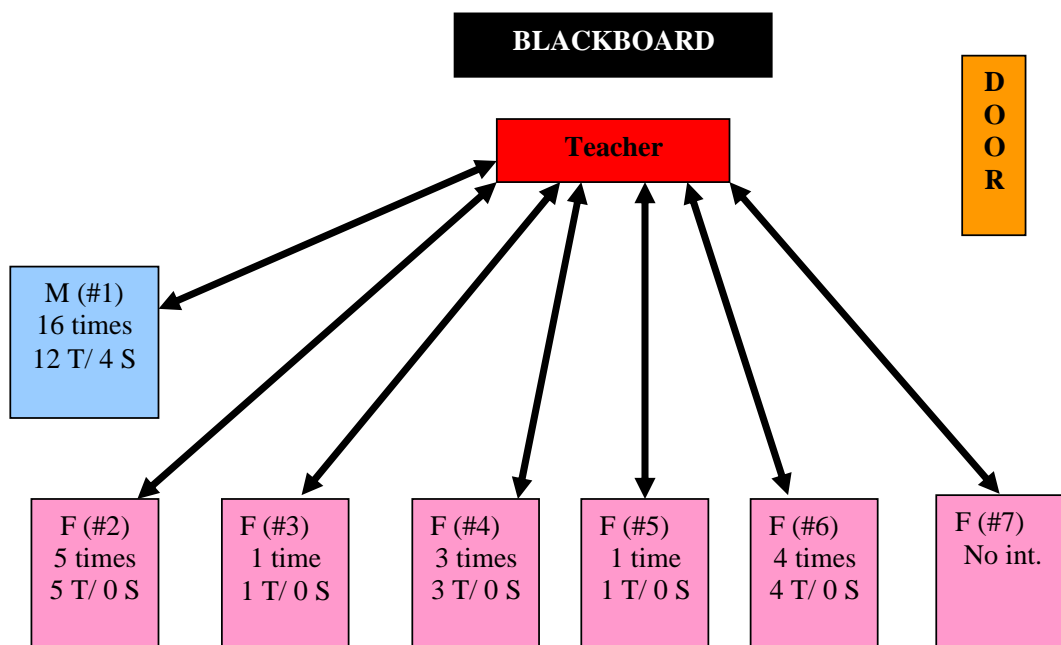 BLACKBOARD
D
O
O
R
Teacher
M (#1)
16 times
12 T/ 4 S
F (#2)
5 times
5 T/ 0 S
F (#3)
1 time
1 T/ 0 S
F (#4)
3 times
3 T/ 0 S
F (#5)
1 time
1 T/ 0 S
F (#6)
4 times
4 T/ 0 S
F (#7)
No int.